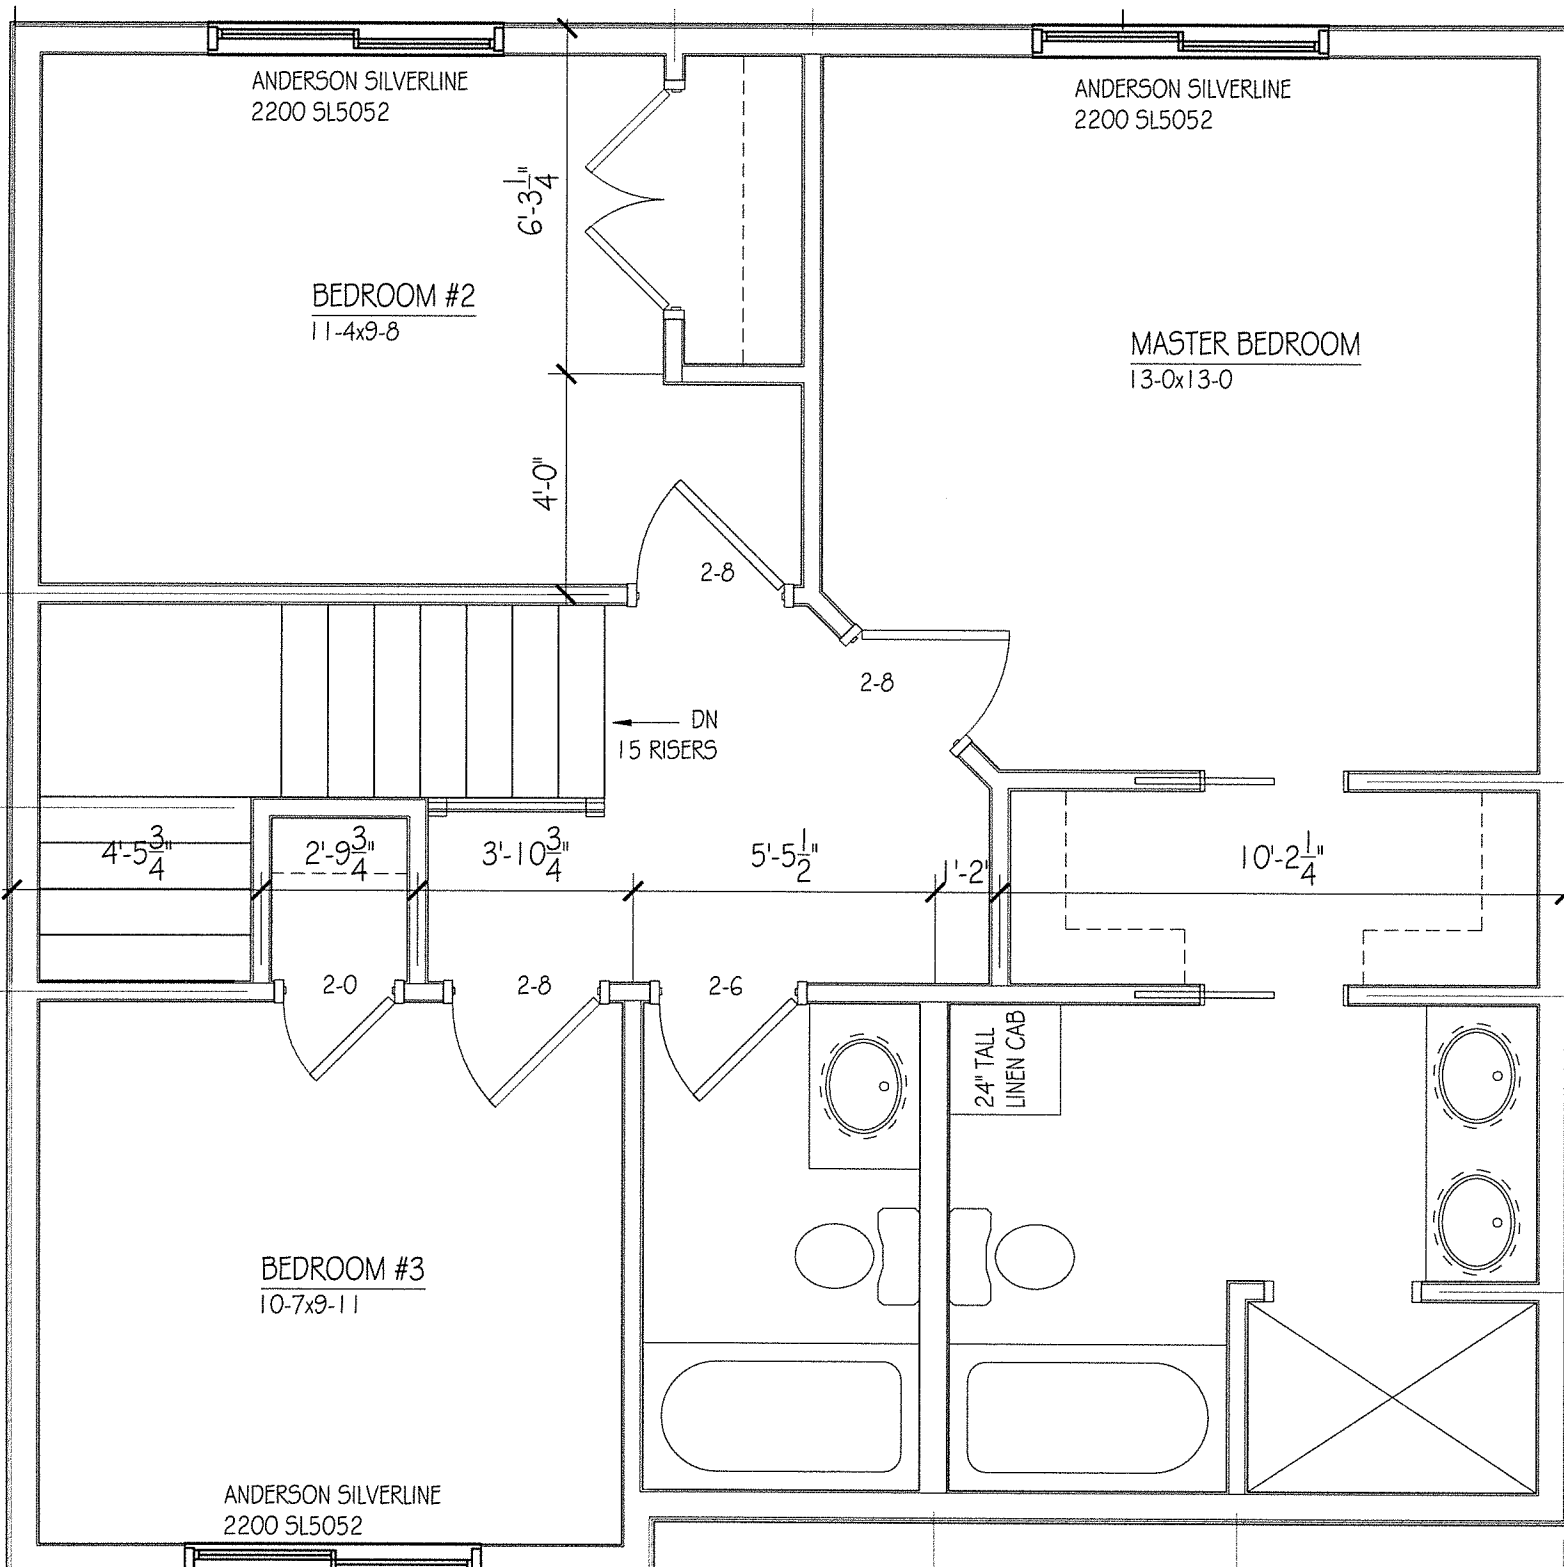 ANDERSON SILVERLINE
2200 SL5052
ANDERSON SILVERLINE
2200 SL5052
6'-3 1/4"
BEDROOM #2
11-4x9-8
MASTER BEDROOM
13-0x13-0
4'-0"
2-8
2-8
DN
15 RISERS
4'-5 3/4"
2'-9 3/4"
3'-10 3/4"
5'-5 1/2"
1'-2"
10'-2 1/4"
2-0
2-8
2-6
24" TALL
LINEN CAB
BEDROOM #3
10-7x9-11
ANDERSON SILVERLINE
2200 SL5052